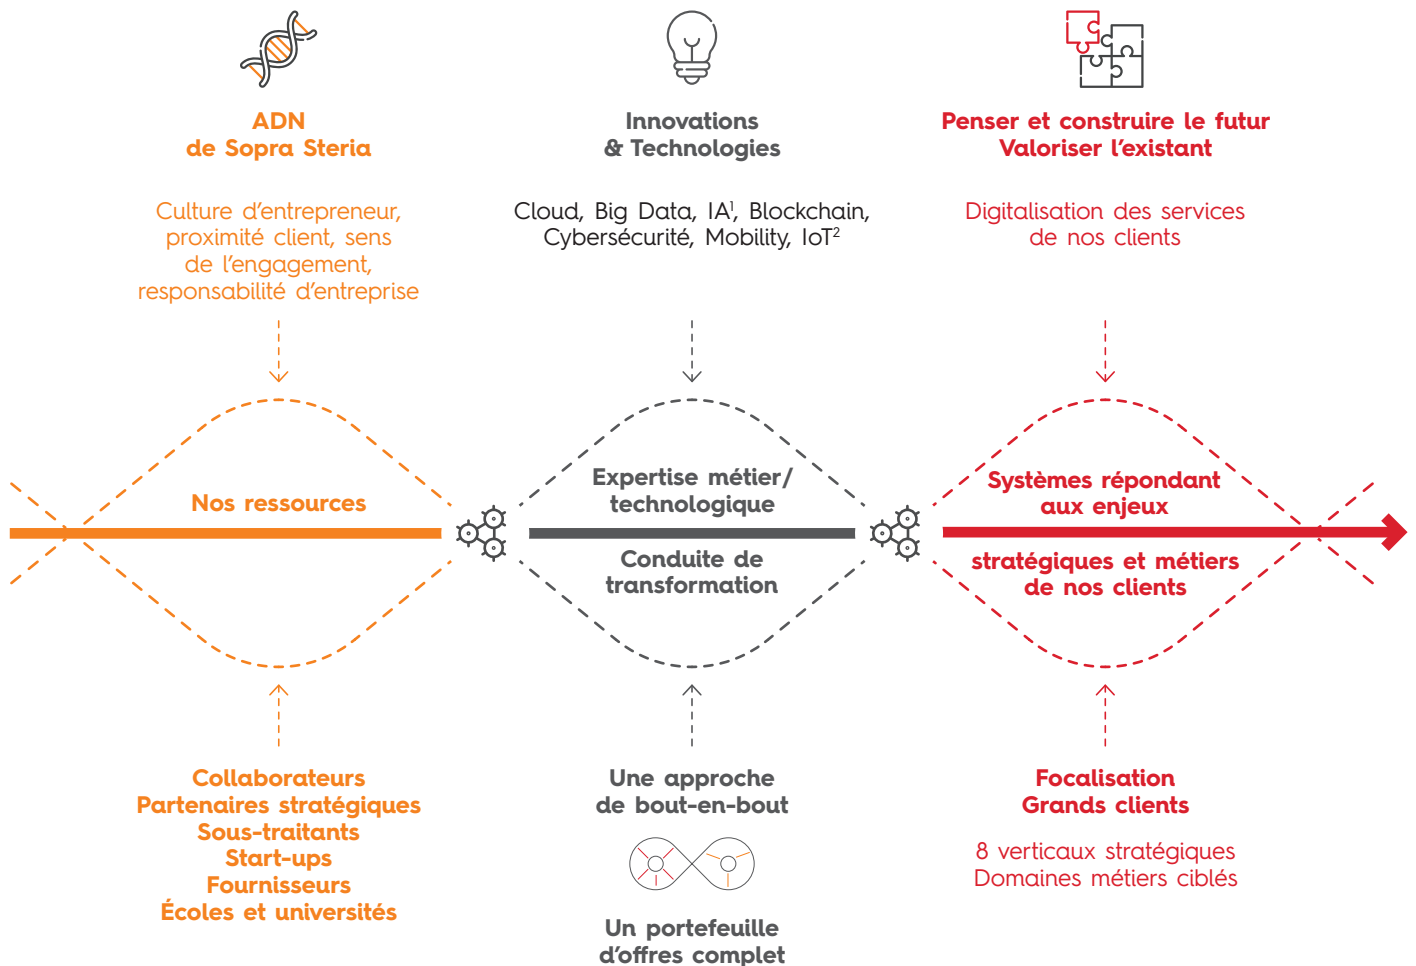 ADN
de Sopra Steria
Culture d'entrepreneur,
proximité client, sens
de l'engagement,
responsabilité d'entreprise
Innovations
& Technologies
Cloud, Big Data, IA¹, Blockchain,
Cybersécurité, Mobility, IoT²
Penser et construire le futur
Valoriser l'existant
Digitalisation des services
de nos clients
Nos ressources
Expertise métier/
technologique
Conduite de
transformation
Systèmes répondant
aux enjeux
stratégiques et métiers
de nos clients
Collaborateurs
Partenaires stratégiques
Sous-traitants
Start-ups
Fournisseurs
Écoles et universités
Une approche
de bout-en-bout
Un portefeuille
d'offres complet
Focalisation
Grands clients
8 verticaux stratégiques
Domaines métiers ciblés